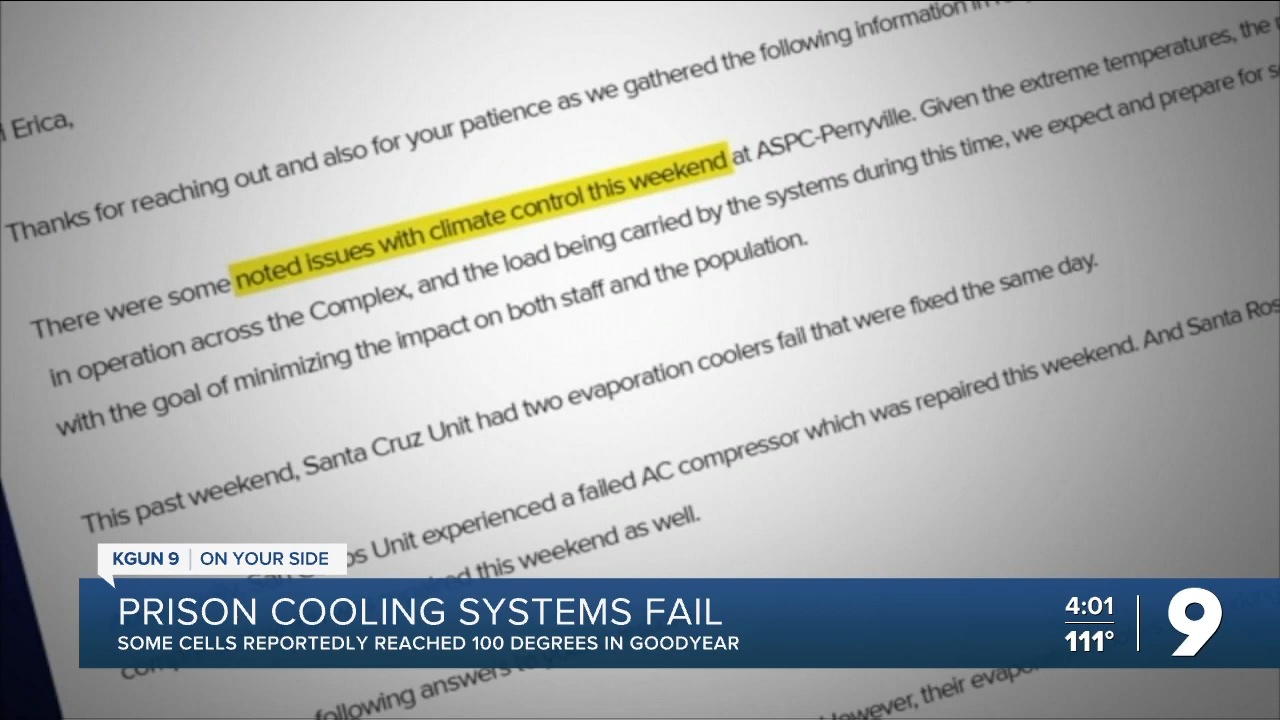 Erica,
Thanks for reaching out and also for your patience as we gathered the following information in
There were some noted issues with climate control this weekend at ASPC-Perryville. Given the extreme temperatures, the
in operation across the Complex, and the load being carried by the systems during this time, we expect and prepare for
with the goal of minimizing the impact on both staff and the population.
This past weekend, Santa Cruz Unit had two evaporation coolers fail that were fixed the same day.
Unit experienced a failed AC compressor which was repaired this weekend. And Santa
this weekend as well.
following answers
However, their
KGUN 9 | ON YOUR SIDE
PRISON COOLING SYSTEMS FAIL
SOME CELLS REPORTEDLY REACHED 100 DEGREES IN GOODYEAR
4:01
111°
9